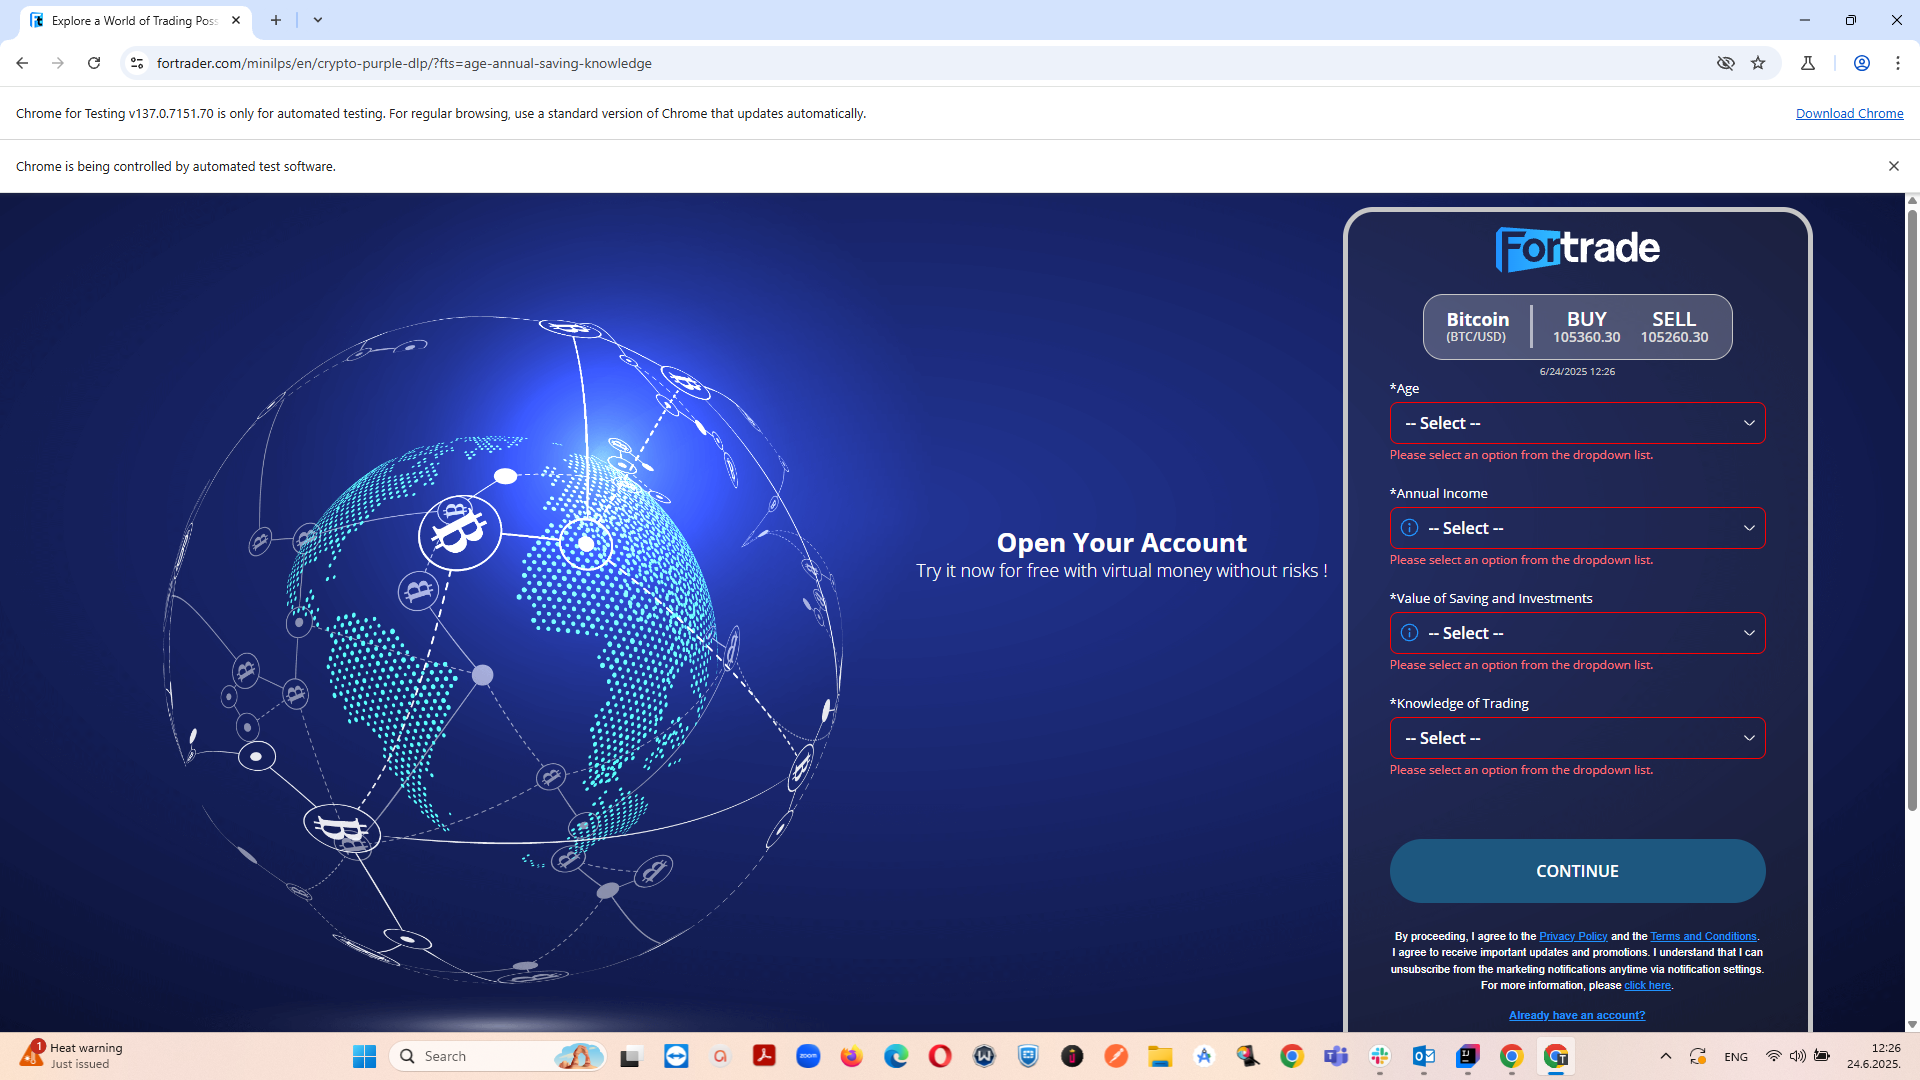 Explore a World of Trading Poss
fortrader.com/minilps/en/crypto-purple-dlp/?fts=age-annual-saving-knowledge
Chrome for Testing v137.0.7151.70 is only for automated testing. For regular browsing, use a standard version of Chrome that updates automatically.
Download Chrome
Chrome is being controlled by automated test software.
Fortrade
Bitcoin
(BTC/USD)
BUY
105360.30
SELL
105260.30
6/24/2025 12:26
*Age
-- Select --
Please select an option from the dropdown list.
*Annual Income
-- Select --
Please select an option from the dropdown list.
*Value of Saving and Investments
-- Select --
Please select an option from the dropdown list.
*Knowledge of Trading
-- Select --
Please select an option from the dropdown list.
Open Your Account
Try it now for free with virtual money without risks !
CONTINUE
By proceeding, I agree to the Privacy Policy and the Terms and Conditions.
I agree to receive important updates and promotions. I understand that I can
unsubscribe from the marketing notifications anytime via notification settings.
For more information, please click here.
Already have an account?
1
Heat warning
Just issued
Search
zoom
ENG
12:26
24.6.2025.